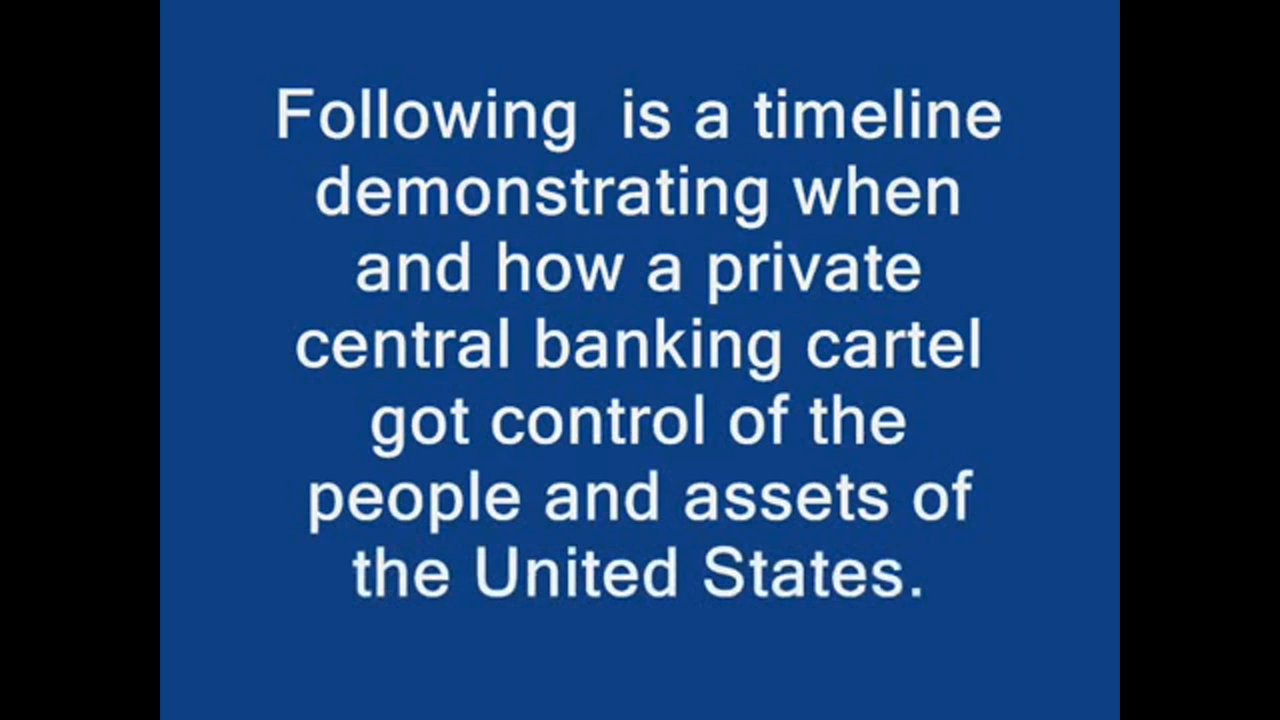 Following  is a timeline
demonstrating when
and how a private
central banking cartel
got control of the
people and assets of
the United States.